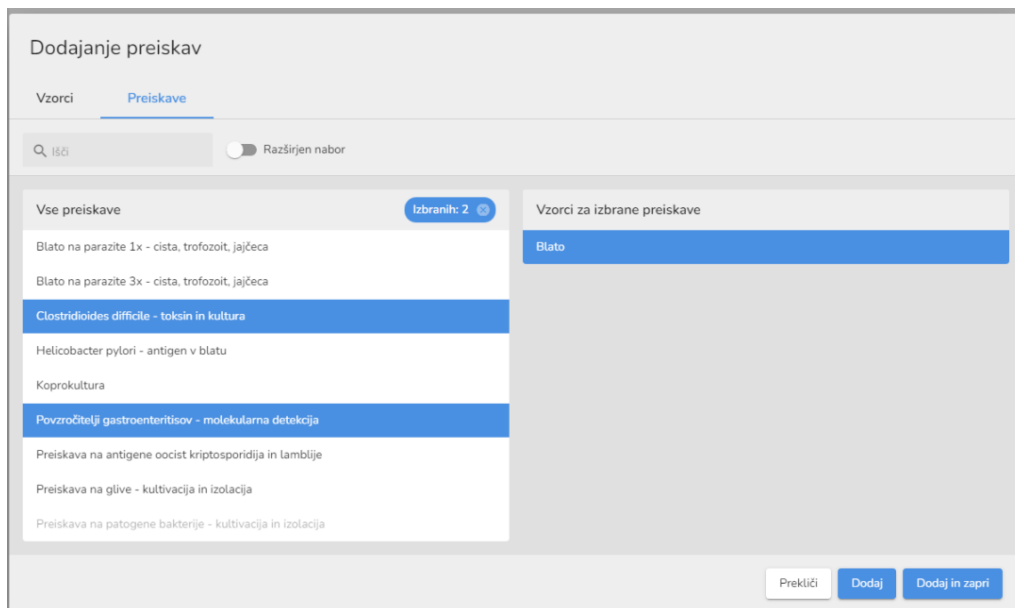 Dodajanje preiskav
Vzorci Preiskave
Išči Razširjen nabor
Vse preiskave Izbranih: 2
Blato na parazite 1x - cista, trofozoit, jajčeca
Blato na parazite 3x - cista, trofozoit, jajčeca
Clostridioides difficile - toksin in kultura
Helicobacter pylori - antigen v blatu
Koprokultura
Povzročitelji gastroenteritisov - molekularna detekcija
Preiskava na antigene oocist kriptosporidija in lamblije
Preiskava na glive - kultivacija in izolacija
Preiskava na patogene bakterije - kultivacija in izolacija
Vzorci za izbrane preiskave
Blato
Prekliči Dodaj Dodaj in zapri